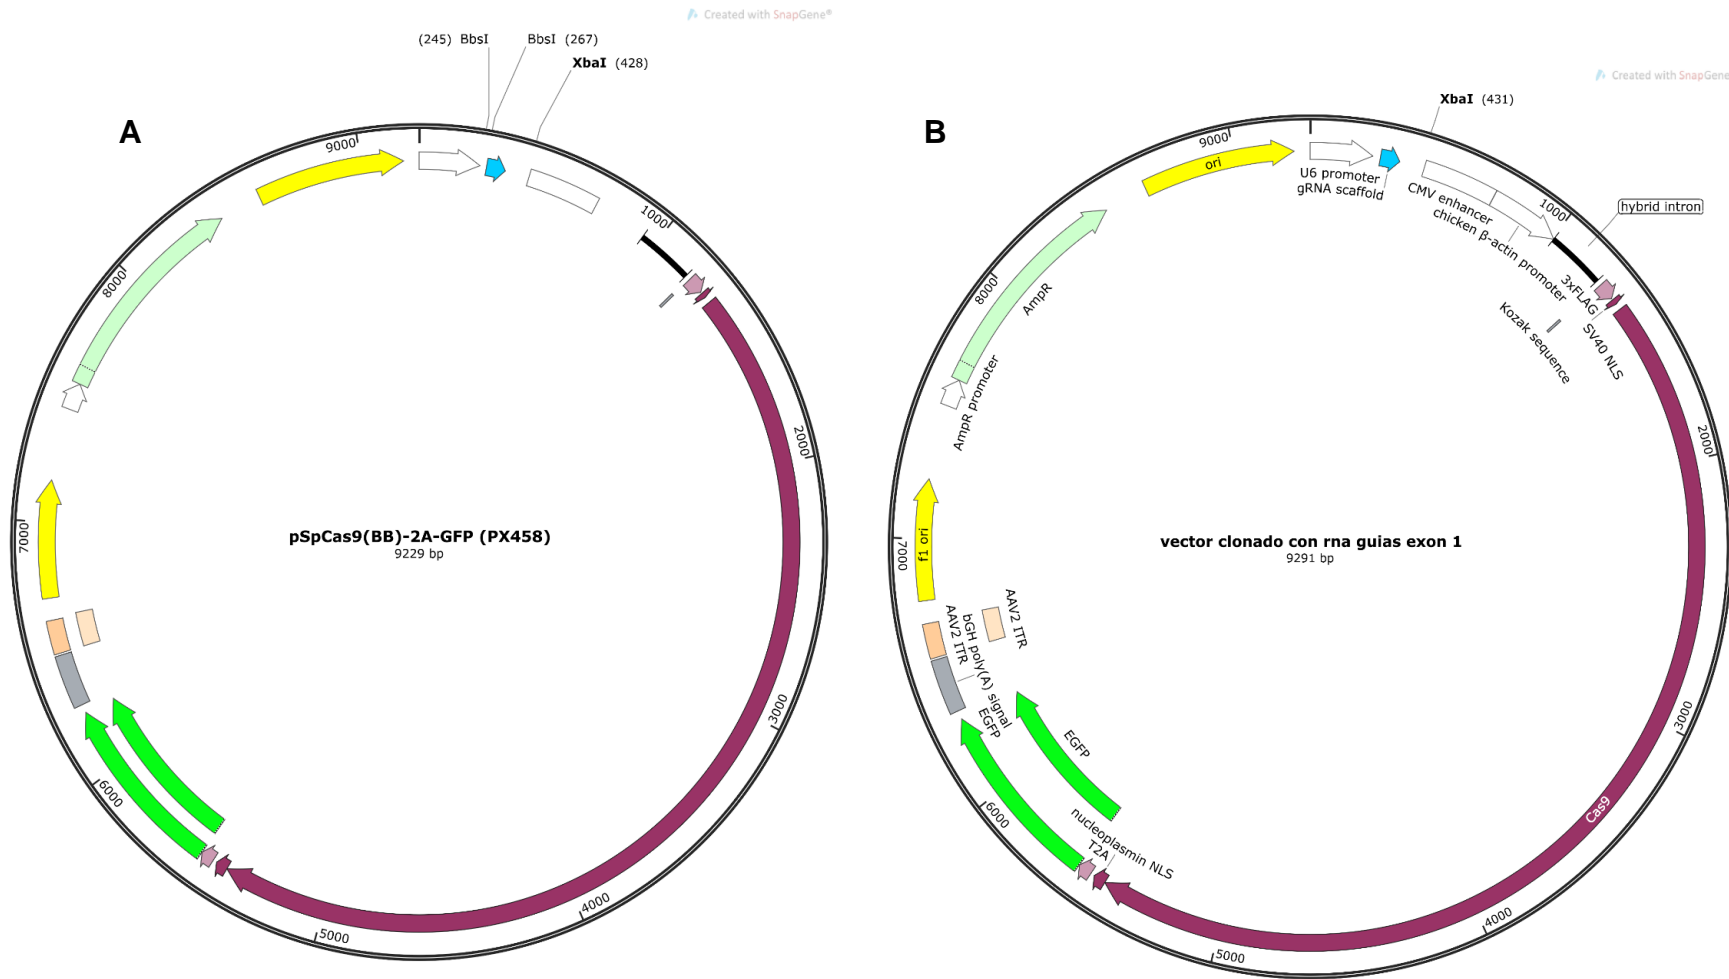 Created with SnapGene®
(245) BbsI
BbsI (267)
XbaI (428)
A
9000
1000
8000
2000
7000
pSpCas9(BB)-2A-GFP (PX458)
9229 bp
3000
6000
4000
5000
Created with SnapGene
XbaI (431)
B
9000
ori
U6 promoter
gRNA scaffold
CMV enhancer
chicken β-actin promoter
1000
hybrid intron
3xFLAG
SV40 NLS
Kozak sequence
8000
AmpR
AmpR promoter
2000
f1 ori
7000
vector clonado con rna guias exon 1
9291 bp
AAV2 ITR
AAV2 ITR
bGH poly(A) signal
EGFP
EGFP
3000
6000
Cas9
nucleoplasmin NLS
T2A
4000
5000